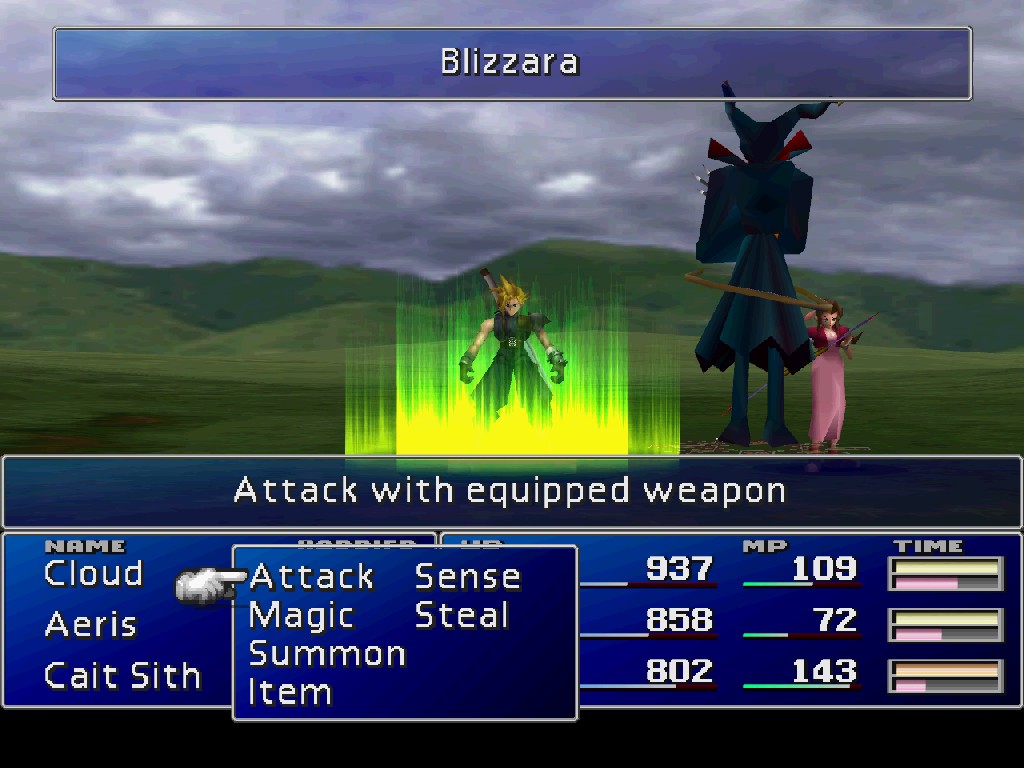 Blizzara
Attack with equipped weapon
NAME MP TIME
Cloud Attack Sense 937 109
Magic Steal
Aeris 858 72
Summon
Cait Sith Item 802 143